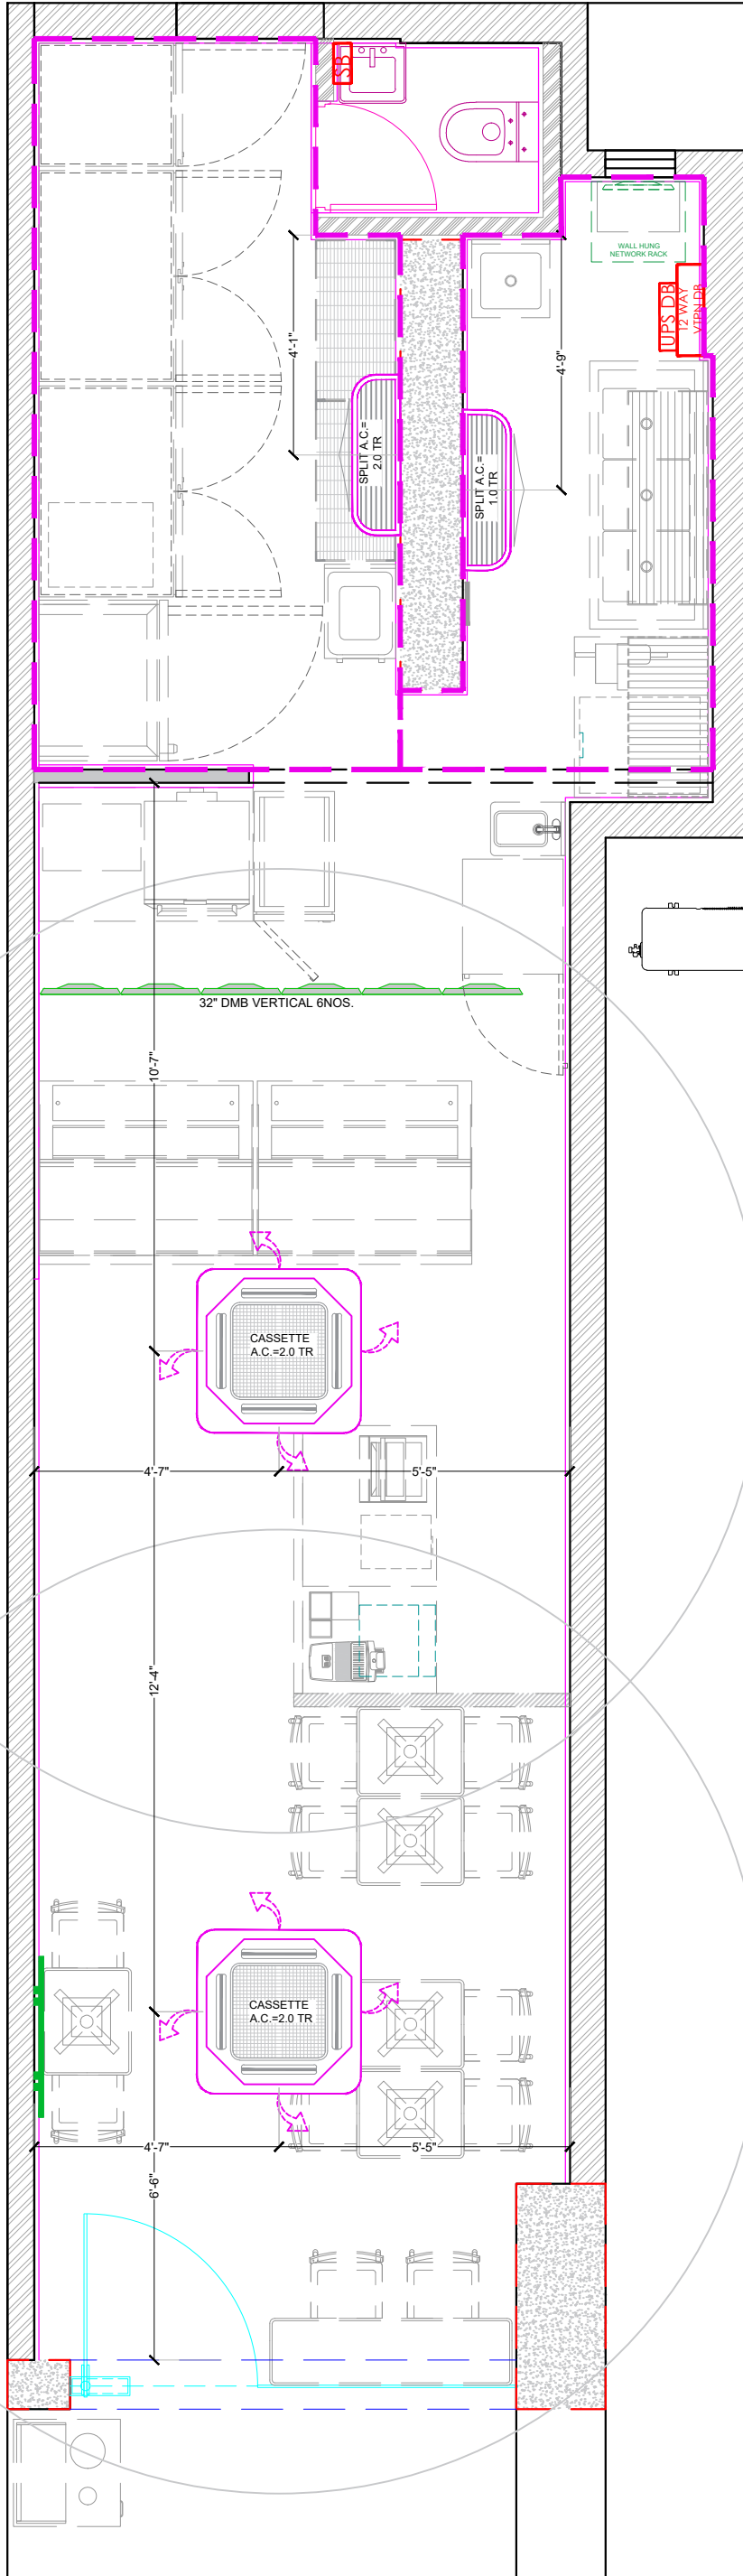 SB
WALL HUNG
NETWORK RACK
UPS DB
12 WAY
VTPN DB
4'-1"
4'-9"
SPLIT A.C.=
2.0 TR
SPLIT A.C.=
1.0 TR
32" DMB VERTICAL 6NOS.
10'-7"
CASSETTE
A.C.=2.0 TR
4'-7"
5'-5"
12'-4"
CASSETTE
A.C.=2.0 TR
4'-7"
5'-5"
6'-6"